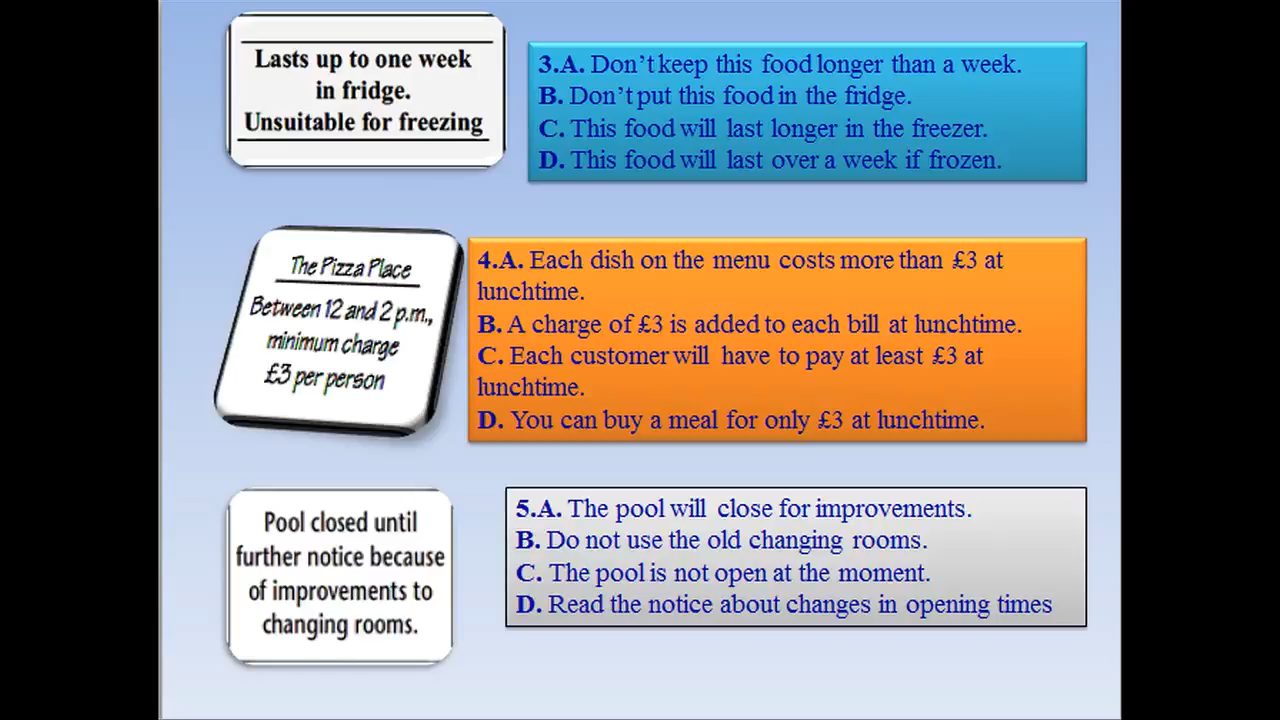 Lasts up to one week
in fridge.
Unsuitable for freezing
3.A. Don't keep this food longer than a week.
B. Don't put this food in the fridge.
C. This food will last longer in the freezer.
D. This food will last over a week if frozen.
The Pizza Place
Between 12 and 2 p.m.,
minimum charge
£3 per person
4.A. Each dish on the menu costs more than £3 at
lunchtime.
B. A charge of £3 is added to each bill at lunchtime.
C. Each customer will have to pay at least £3 at
lunchtime.
D. You can buy a meal for only £3 at lunchtime.
Pool closed until
further notice because
of improvements to
changing rooms.
5.A. The pool will close for improvements.
B. Do not use the old changing rooms.
C. The pool is not open at the moment.
D. Read the notice about changes in opening times